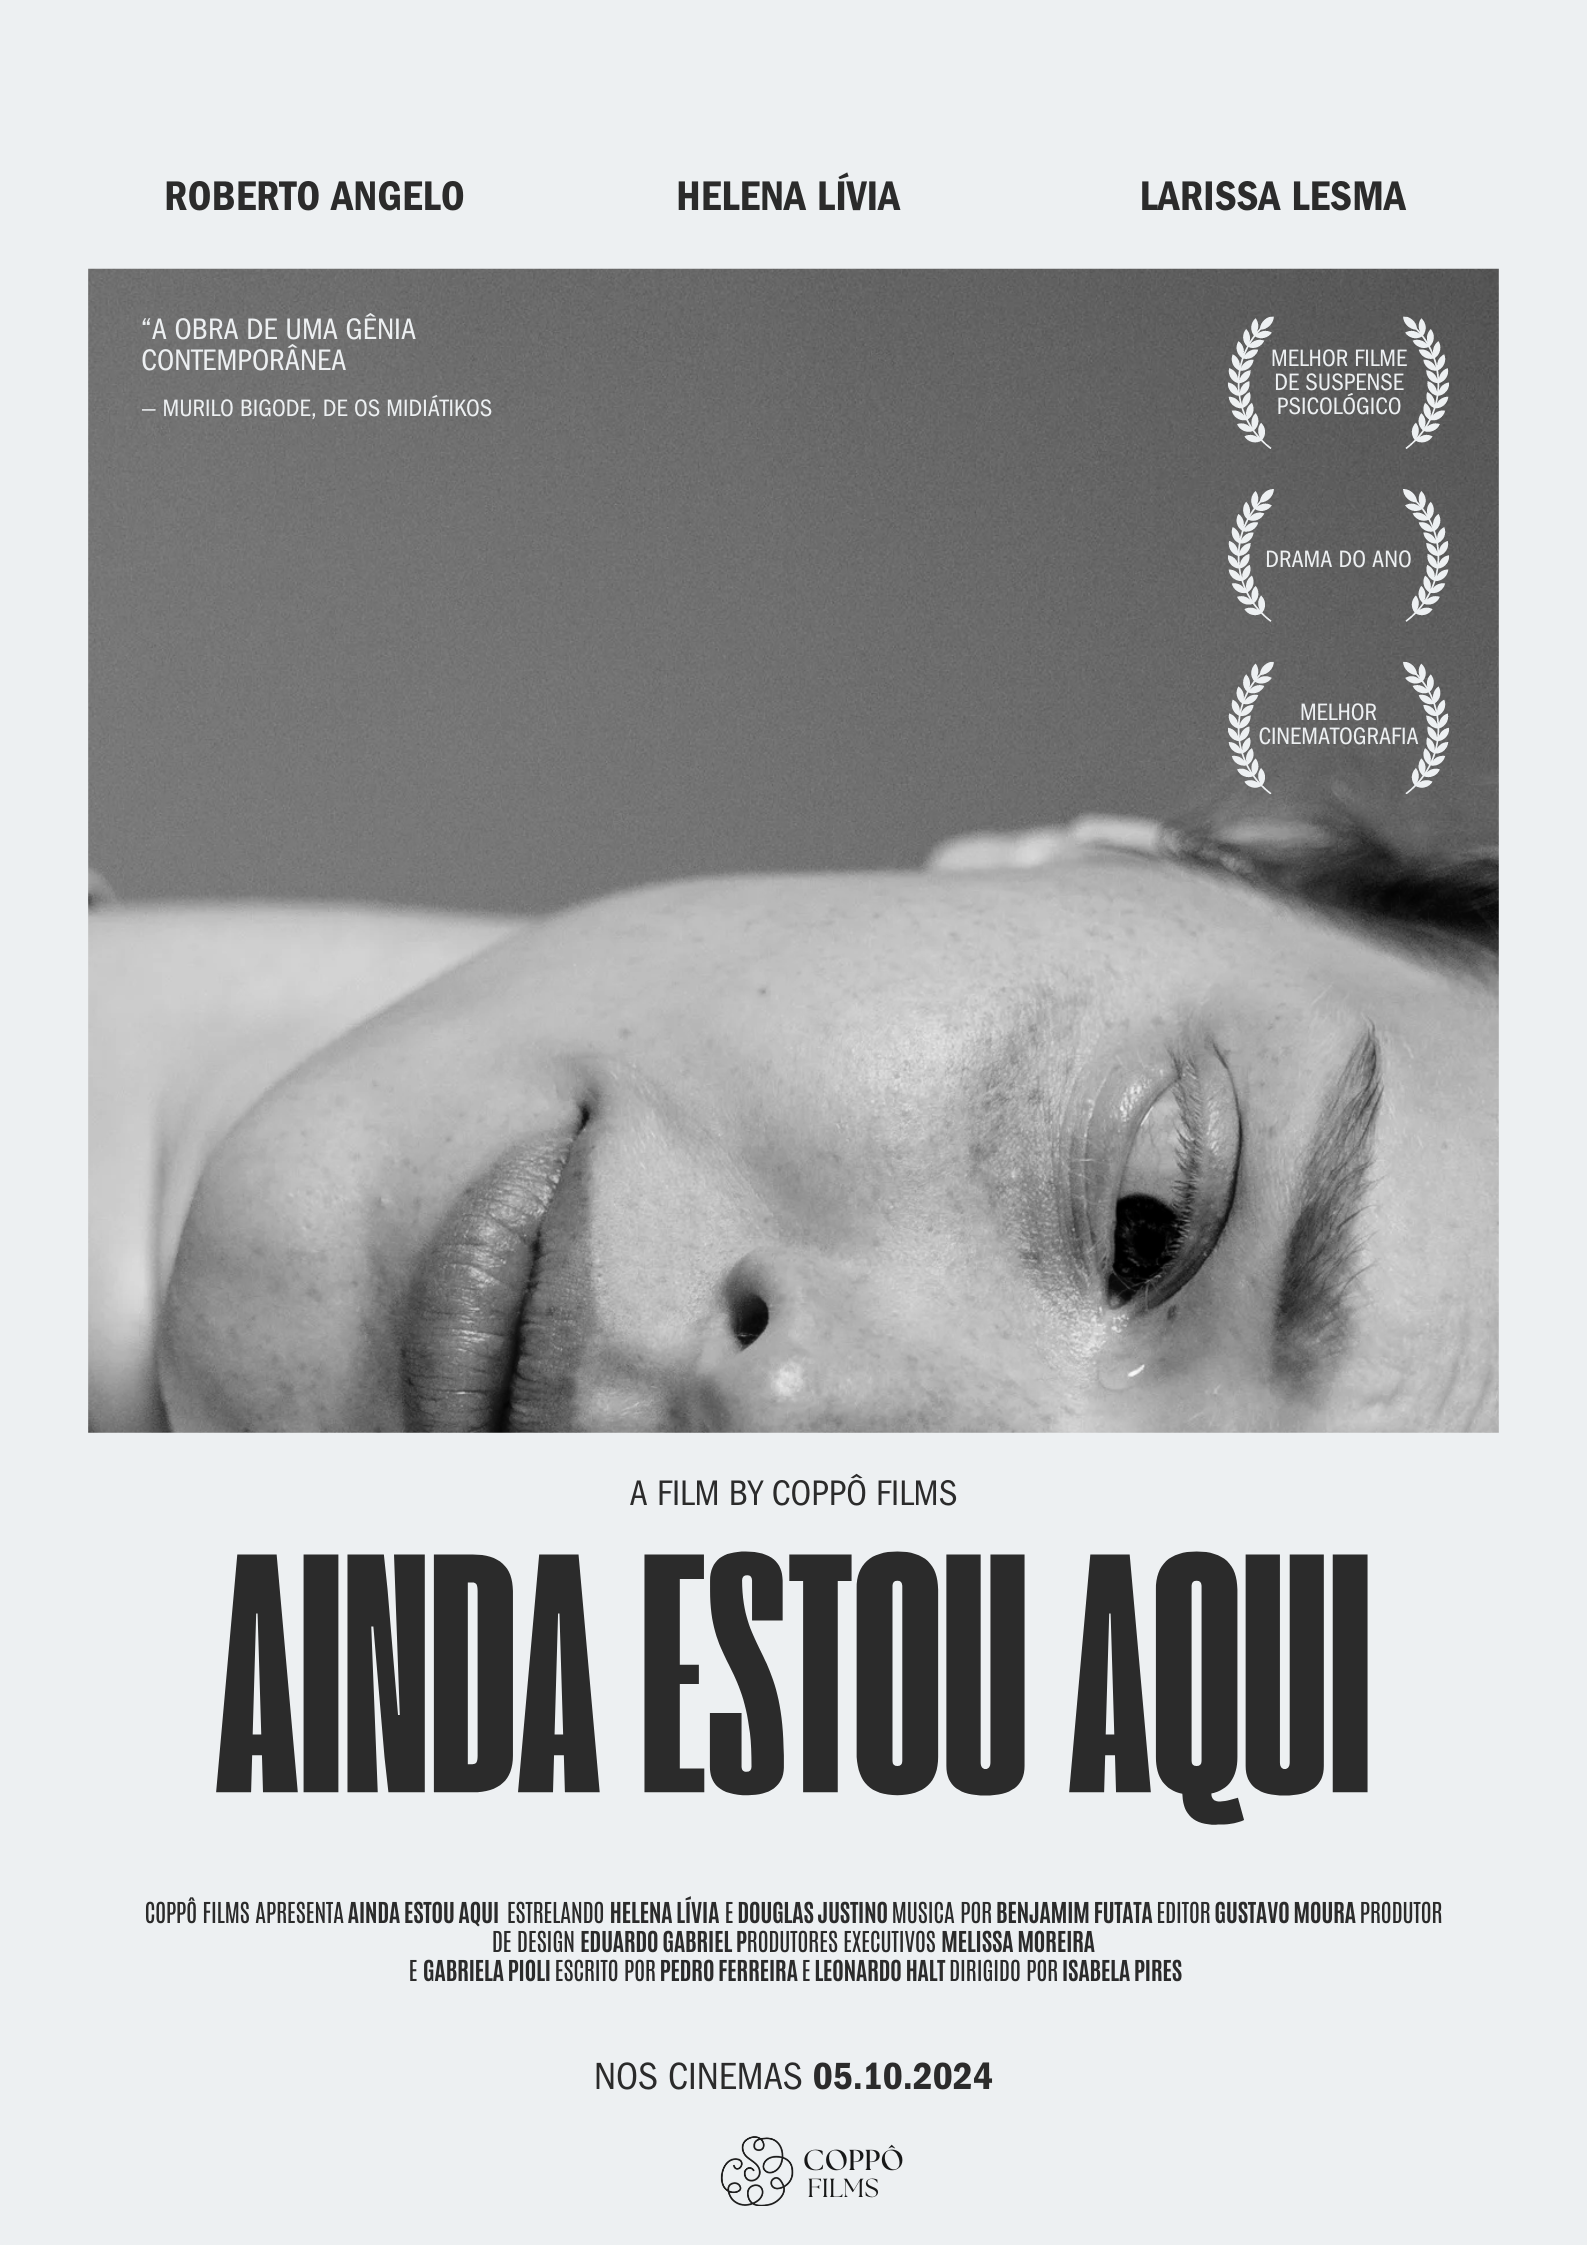 ROBERTO ANGELO
HELENA LÍVIA
LARISSA LESMA
“A OBRA DE UMA GÊNIA
CONTEMPORÂNEA
– MURILO BIGODE, DE OS MIDIÁTIKOS
MELHOR FILME
DE SUSPENSE
PSICOLÓGICO
DRAMA DO ANO
MELHOR
CINEMATOGRAFIA
A FILM BY COPPÔ FILMS
AINDA ESTOU AQUI
COPPÔ FILMS APRESENTA AINDA ESTOU AQUI ESTRELANDO HELENA LÍVIA E DOUGLAS JUSTINO MUSICA POR BENJAMIM FUTATA EDITOR GUSTAVO MOURA PRODUTOR
DE DESIGN EDUARDO GABRIEL PRODUTORES EXECUTIVOS MELISSA MOREIRA
E GABRIELA PIOLI ESCRITO POR PEDRO FERREIRA E LEONARDO HALT DIRIGIDO POR ISABELA PIRES
NOS CINEMAS 05.10.2024
COPPÔ
FILMS